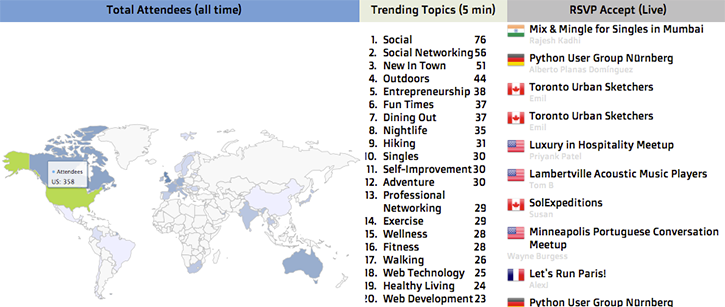 Total Attendees (all time)
+ Attendees
US: 358
Trending Topics (5 min)
1. Social 76
2. Social Networking 56
3. New In Town 51
4. Outdoors 44
5. Entrepreneurship 38
6. Fun Times 37
7. Dining Out 37
8. Nightlife 35
9. Hiking 31
10. Singles 30
11. Self-Improvement 30
12. Adventure 30
13. Professional
Networking 29
14. Exercise 29
15. Wellness 28
16. Fitness 28
17. Walking 26
18. Web Technology 25
19. Healthy Living 24
20. Web Development 23
RSVP Accept (Live)
Mix & Mingle for Singles in Mumbai
Rajesh Kadhi
Python User Group Nürnberg
Alberto Planas Domínguez
Toronto Urban Sketchers
Emil
Toronto Urban Sketchers
Emil
Luxury in Hospitality Meetup
Priyank Patel
Lambertville Acoustic Music Players
Tom B
SolExpeditions
Susan
Minneapolis Portuguese Conversation
Meetup
Wayne Burgess
Let's Run Paris!
AlexJ
Python User Group Nürnberg